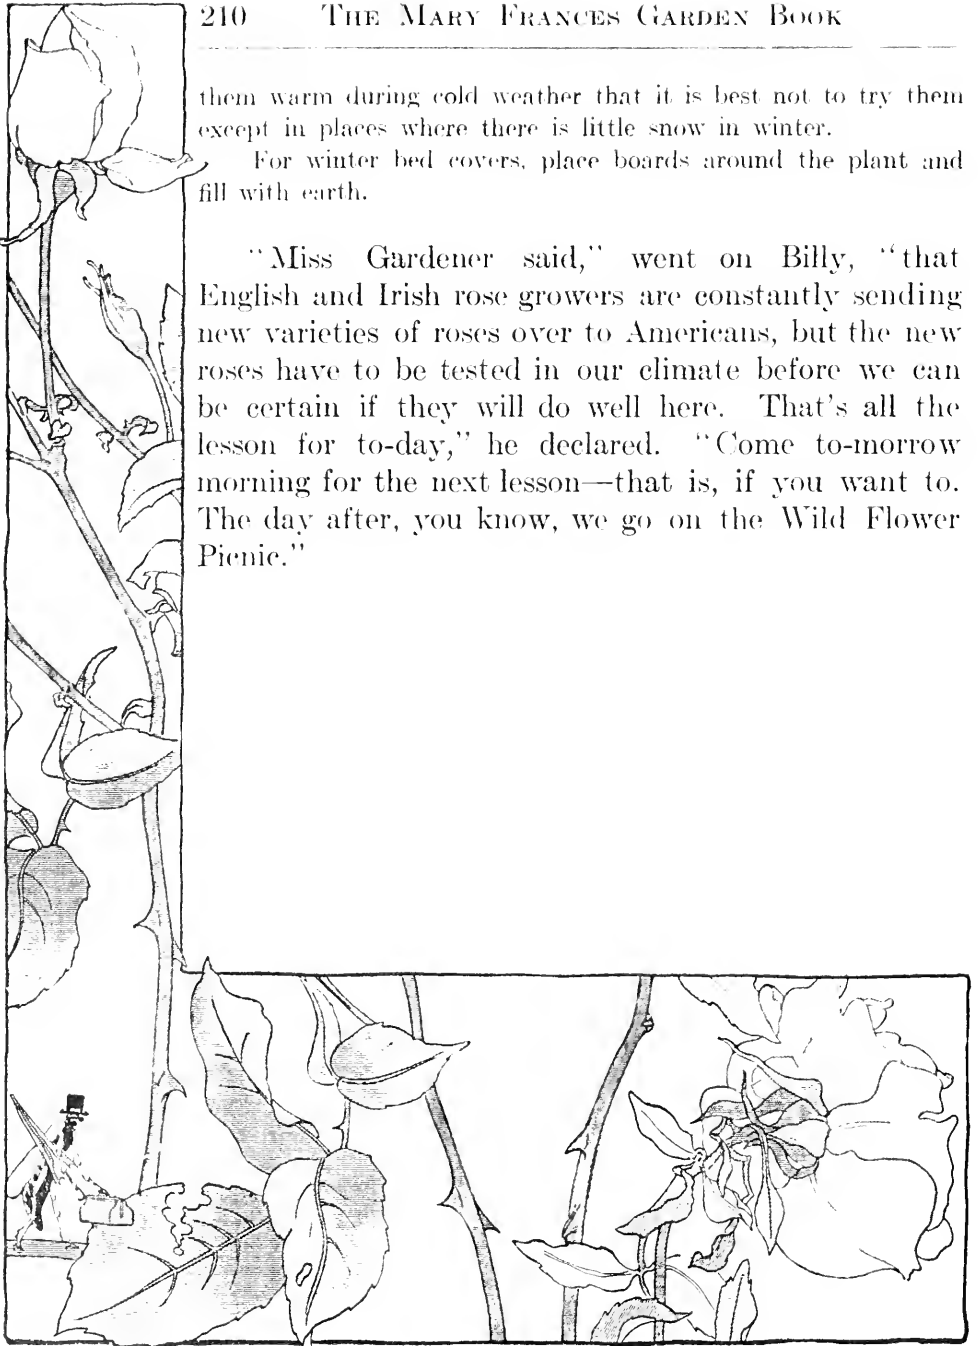 210 The Mary Frances Garden Book
them warm during cold weather that it is best not to try them
except in places where there is little snow in winter.
For winter bed covers, place boards around the plant and
fill with earth.
"Miss Gardener said," went on Billy, "that
English and Irish rose growers are constantly sending
new varieties of roses over to Americans, but the new
roses have to be tested in our climate before we can
be certain if they will do well here. That's all the
lesson for to-day," he declared. "Come to-morrow
morning for the next lesson—that is, if you want to.
The day after, you know, we go on the Wild Flower
Picnic."